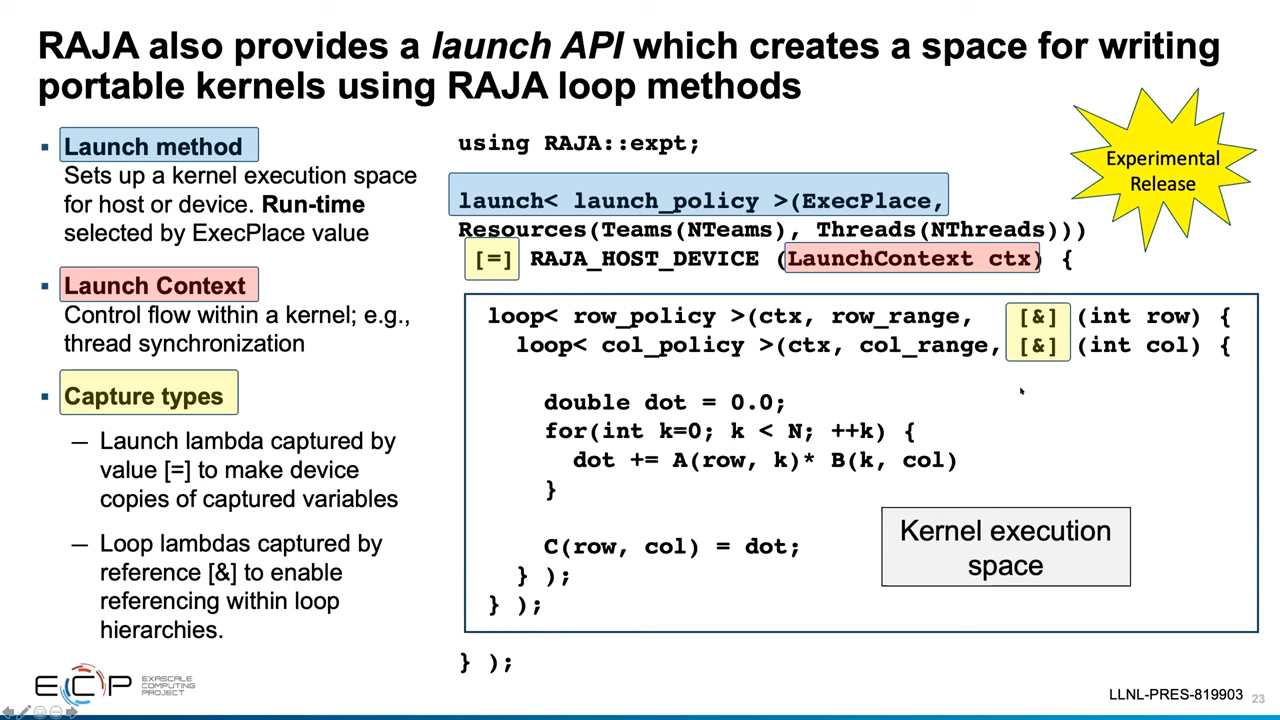 RAJA also provides a launch API which creates a space for writing
portable kernels using RAJA loop methods
▪ Launch method
Sets up a kernel execution space
for host or device. Run-time
selected by ExecPlace value
▪ Launch Context
Control flow within a kernel; e.g.,
thread synchronization
▪ Capture types
— Launch lambda captured by
value [=] to make device
copies of captured variables
— Loop lambdas captured by
reference [&] to enable
referencing within loop
hierarchies.
using RAJA::expt;
launch< launch_policy >(ExecPlace,
Resources(Teams(NTeams), Threads(NThreads)))
[=] RAJA_HOST_DEVICE (LaunchContext ctx) {
loop< row_policy >(ctx, row_range, [&] (int row) {
loop< col_policy >(ctx, col_range, [&] (int col) {
double dot = 0.0;
for(int k=0; k < N; ++k) {
dot += A(row, k)* B(k, col)
}
C(row, col) = dot;
} );
} );
} );
Kernel execution
space
Experimental
Release
ECP
EXASCALE
COMPUTING
PROJECT
LLNL-PRES-819903
23